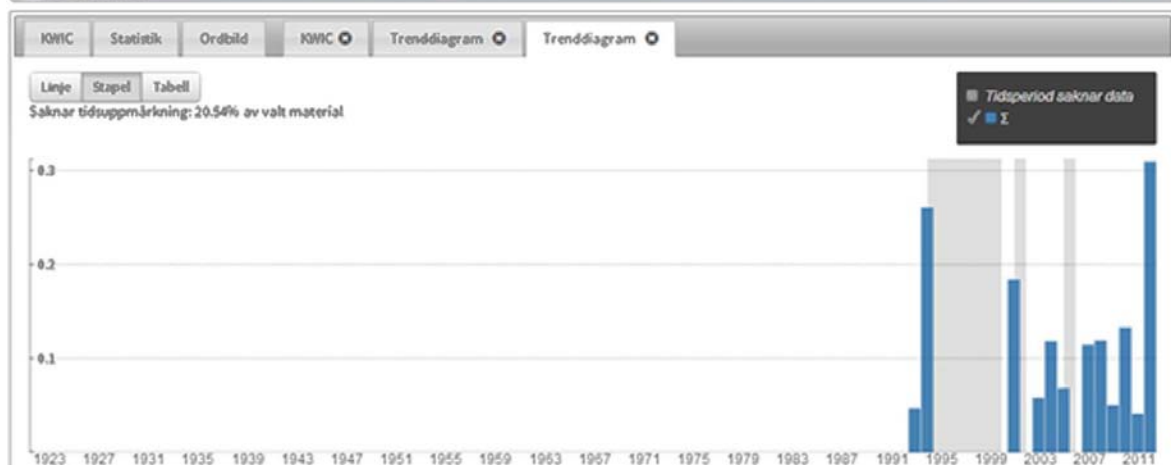 KWIC Statistik Ordbild KWIC Trenddiagram Trenddiagram
Linje Stapel Tabell
Saknar tidsuppmärkning: 20.54% av valt material
Tidsperiod saknar data
Σ
0.3
0.2
0.1
1923 1927 1931 1935 1939 1943 1947 1951 1955 1959 1963 1967 1971 1975 1979 1983 1987 1991 1995 1999 2003 2007 2011